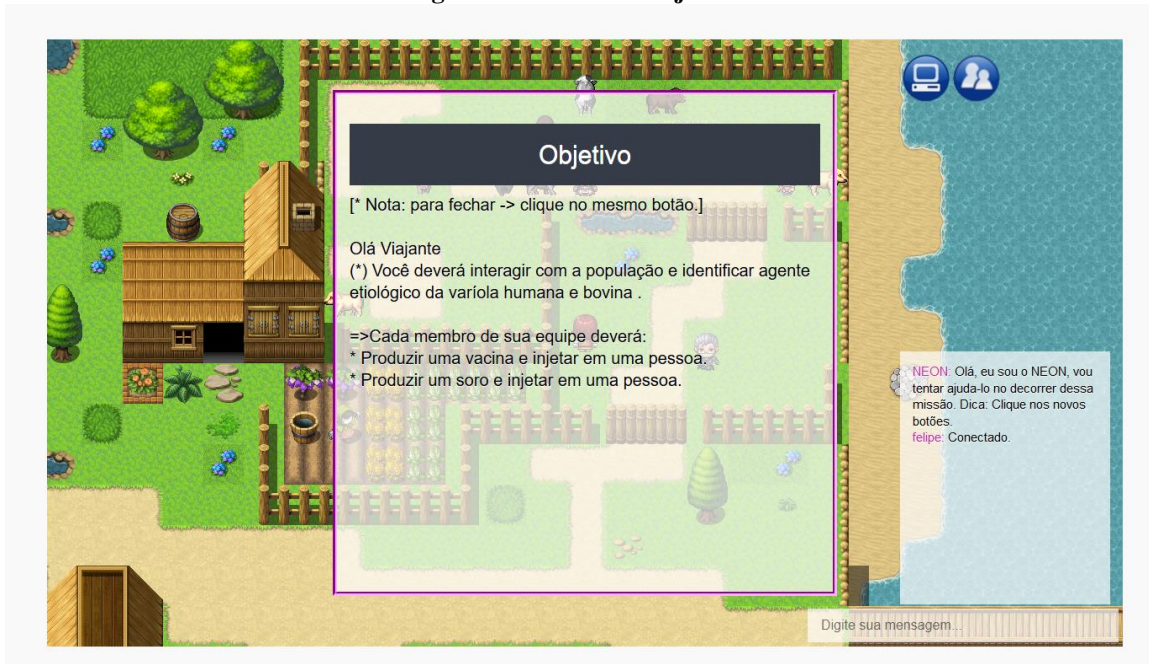 Objetivo
[* Nota: para fechar -> clique no mesmo botão.]
Olá Viajante
(*) Você deverá interagir com a população e identificar agente
etiológico da varíola humana e bovina .
=>Cada membro de sua equipe deverá:
* Produzir uma vacina e injetar em uma pessoa.
* Produzir um soro e injetar em uma pessoa.
NEON: Olá, eu sou o NEON, vou
tentar ajuda-lo no decorrer dessa
missão. Dica: Clique nos novos
botões.
felipe: Conectado.
Digite sua mensagem...